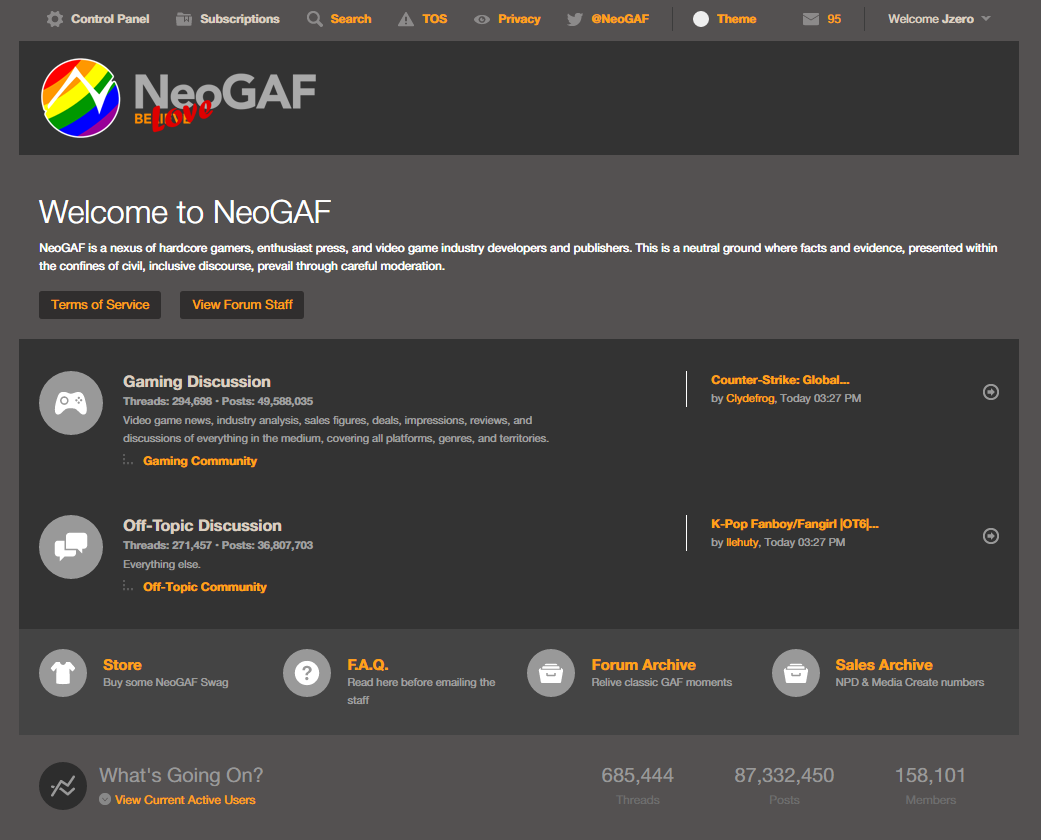 Control Panel Subscriptions Search TOS Privacy @NeoGAF Theme 95 Welcome Jzero
NeoGAF
BELIEVE
love
Welcome to NeoGAF
NeoGAF is a nexus of hardcore gamers, enthusiast press, and video game industry developers and publishers. This is a neutral ground where facts and evidence, presented within
the confines of civil, inclusive discourse, prevail through careful moderation.
Terms of Service View Forum Staff
Gaming Discussion
Threads: 294,698 · Posts: 49,588,035
Video game news, industry analysis, sales figures, deals, impressions, reviews, and
discussions of everything in the medium, covering all platforms, genres, and territories.
Gaming Community
Counter-Strike: Global...
by Clydefrog, Today 03:27 PM
Off-Topic Discussion
Threads: 271,457 · Posts: 36,807,703
Everything else.
Off-Topic Community
K-Pop Fanboy/Fangirl |OT6|...
by llehuty, Today 03:27 PM
Store
Buy some NeoGAF Swag
F.A.Q.
Read here before emailing the
staff
Forum Archive
Relive classic GAF moments
Sales Archive
NPD & Media Create numbers
What's Going On?
View Current Active Users
685,444
Threads
87,332,450
Posts
158,101
Members